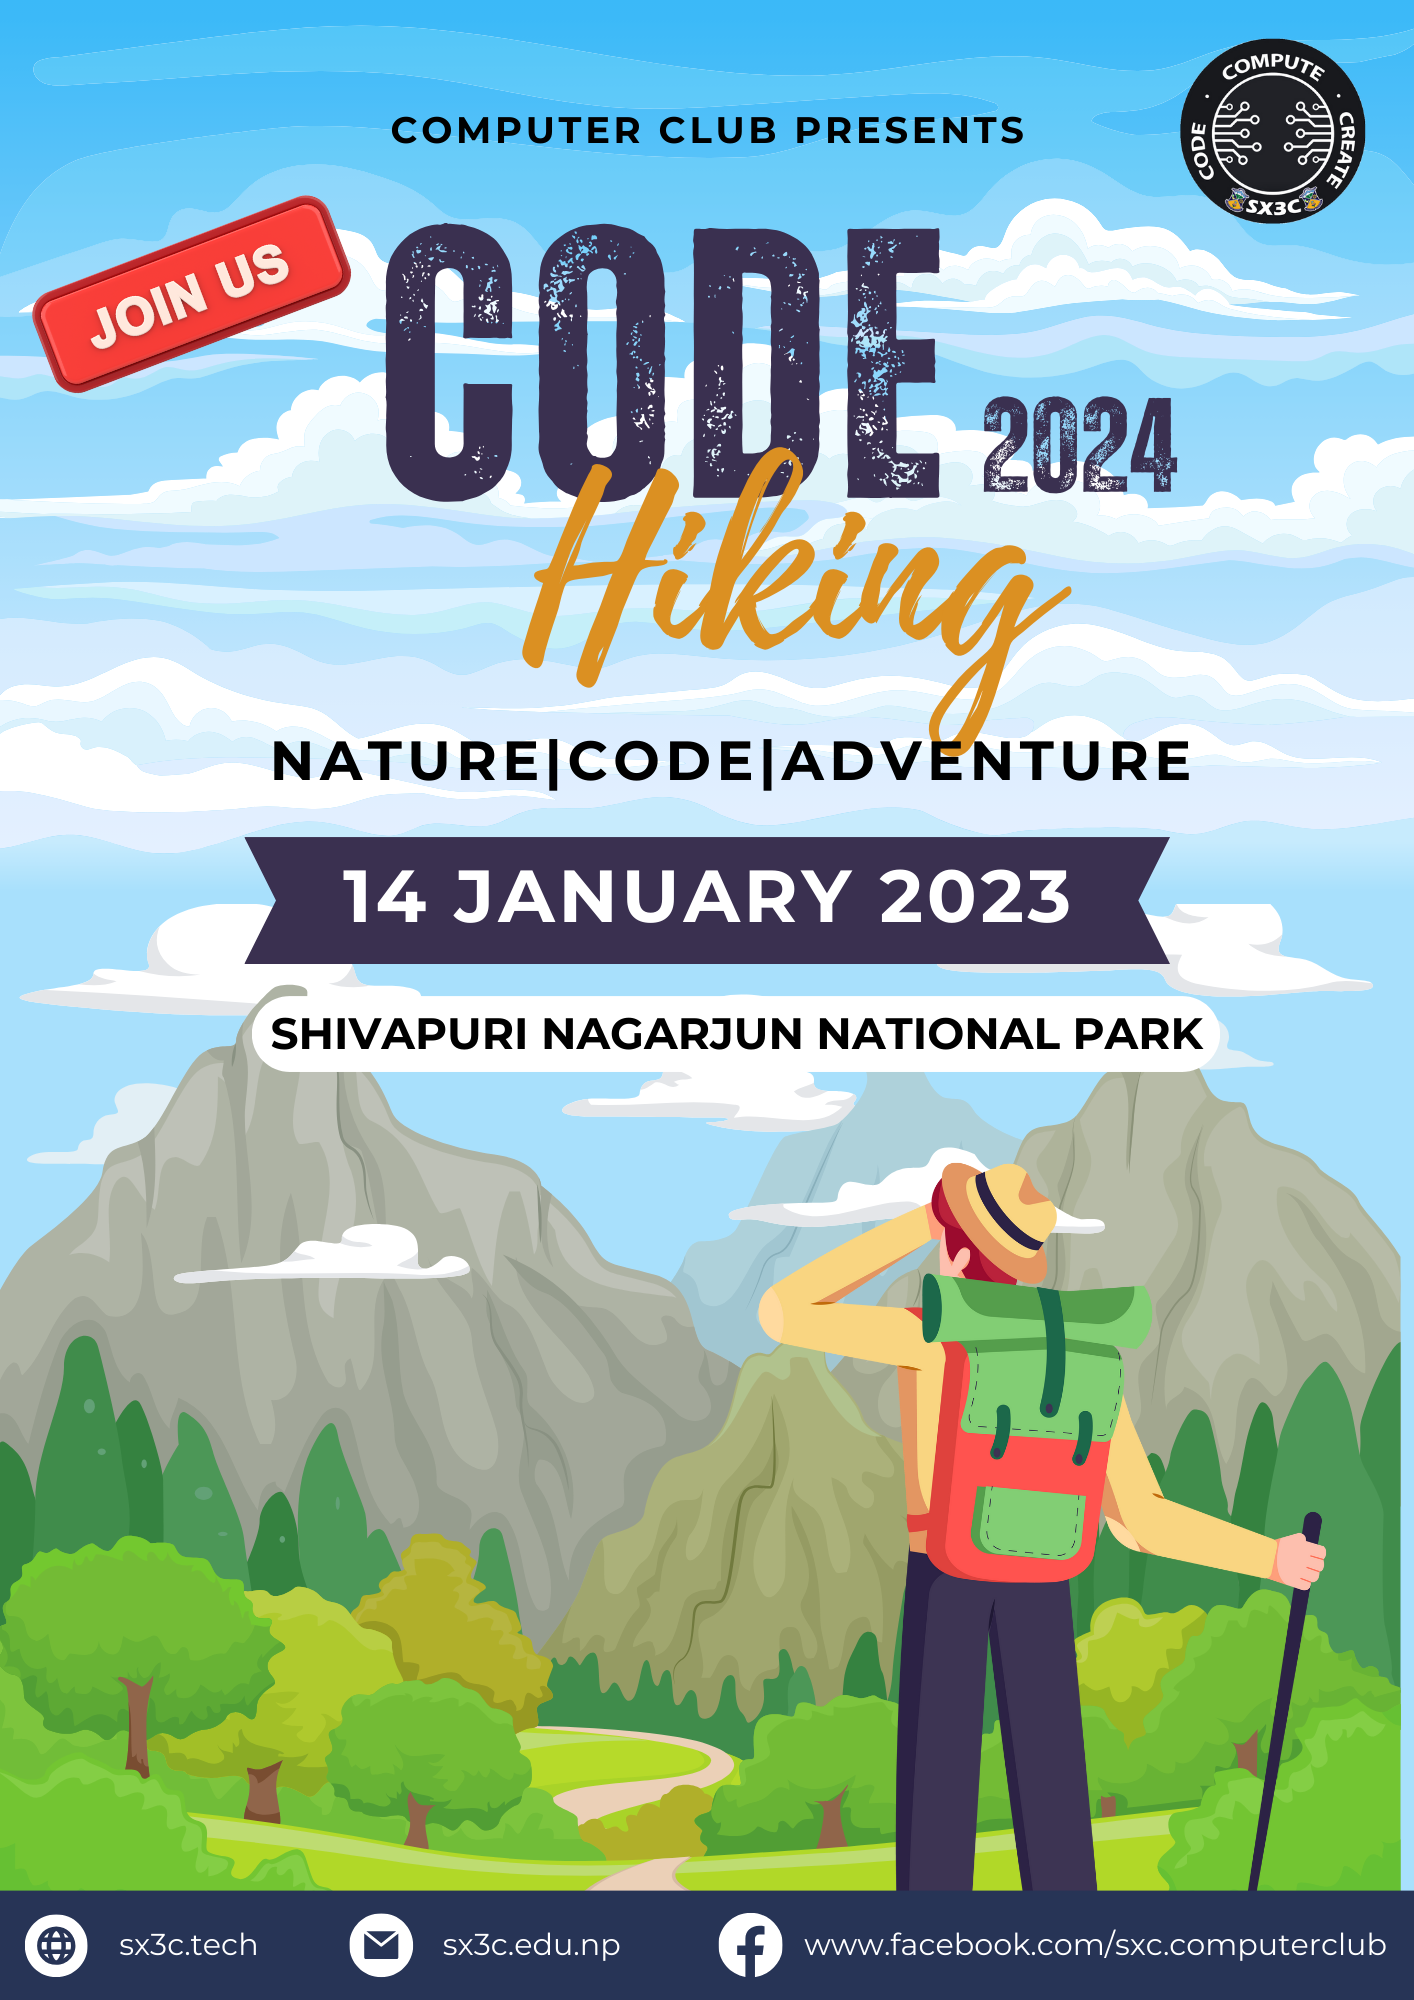 COMPUTER CLUB PRESENTS
CODE · COMPUTE · CREATE
SX3C
JOIN US
CODE
2024
Hiking
NATURE|CODE|ADVENTURE
14 JANUARY 2023
SHIVAPURI NAGARJUN NATIONAL PARK
sx3c.tech
sx3c.edu.np
www.facebook.com/sxc.computerclub